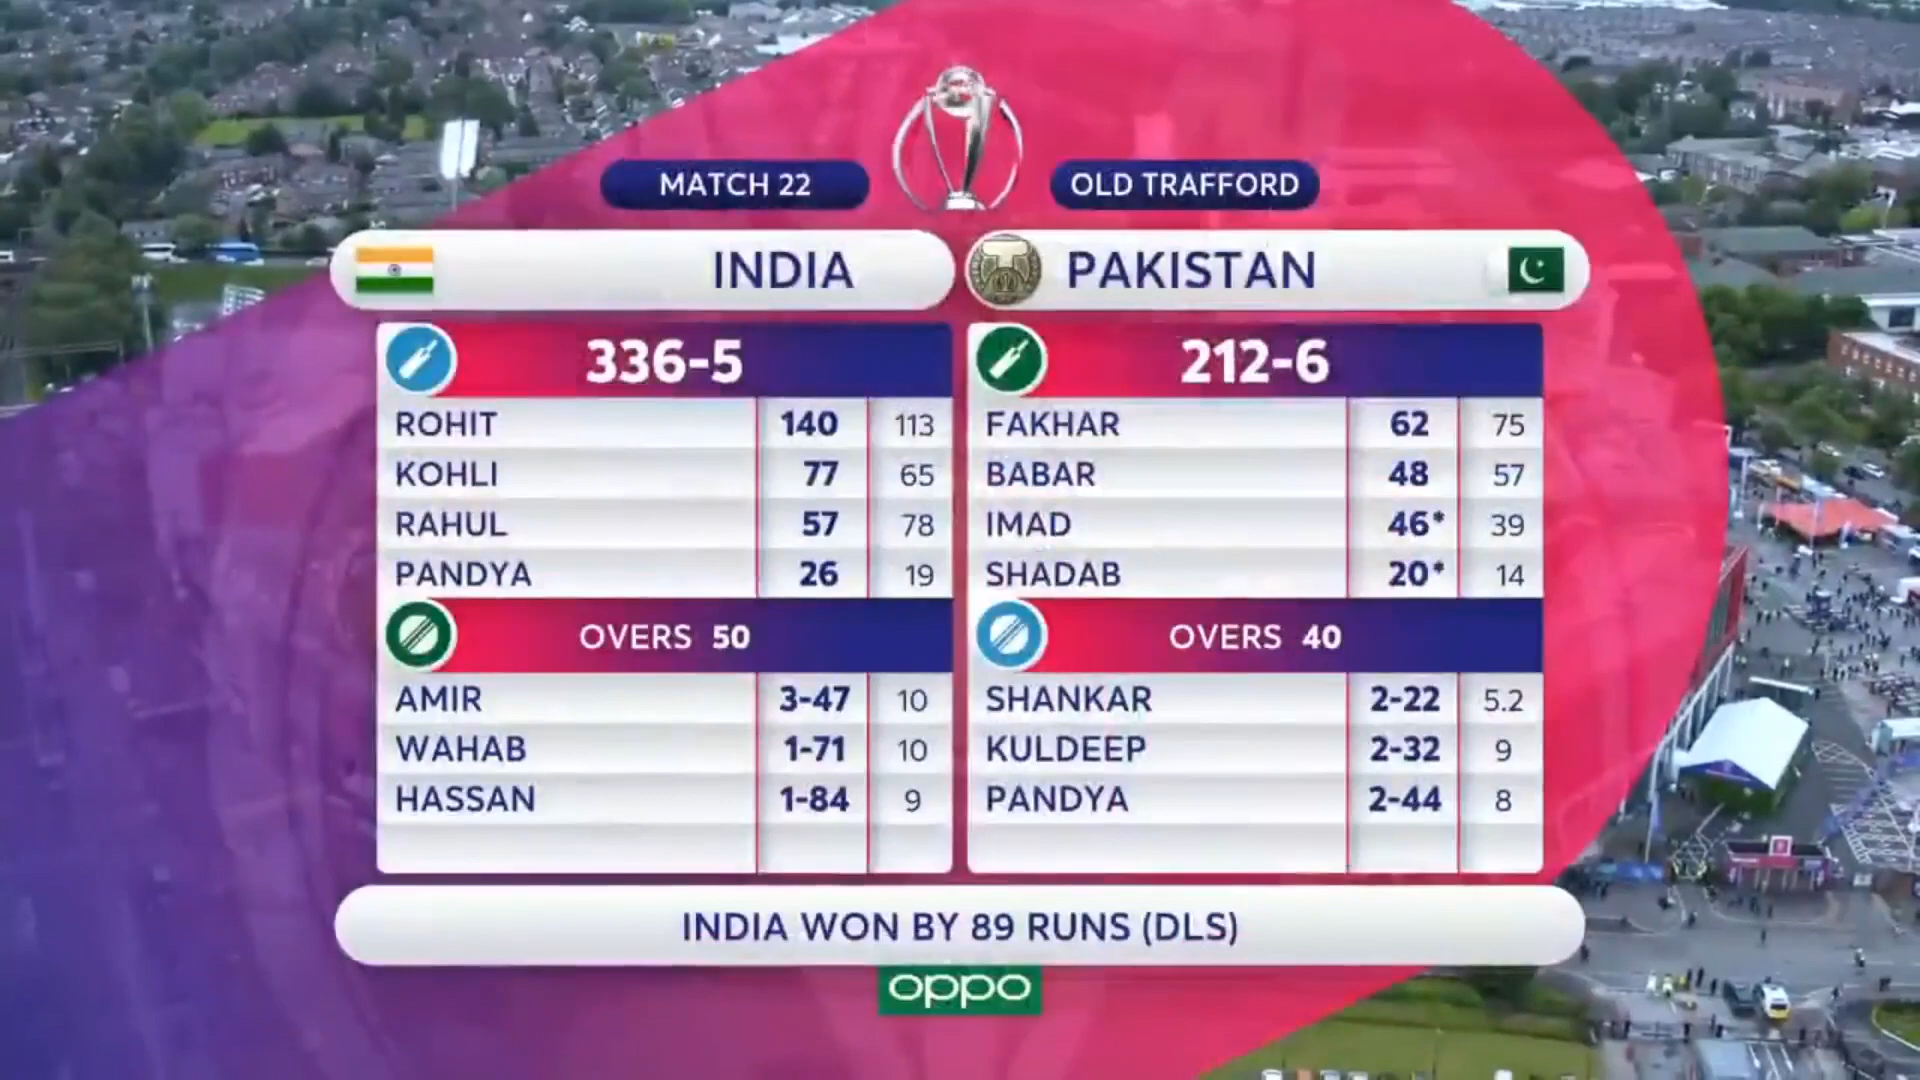 MATCH 22
OLD TRAFFORD
INDIA
PAKISTAN
336-5
ROHIT 140 113
KOHLI 77 65
RAHUL 57 78
PANDYA 26 19
OVERS 50
AMIR 3-47 10
WAHAB 1-71 10
HASSAN 1-84 9
212-6
FAKHAR 62 75
BABAR 48 57
IMAD 46* 39
SHADAB 20* 14
OVERS 40
SHANKAR 2-22 5.2
KULDEEP 2-32 9
PANDYA 2-44 8
INDIA WON BY 89 RUNS (DLS)
oppo